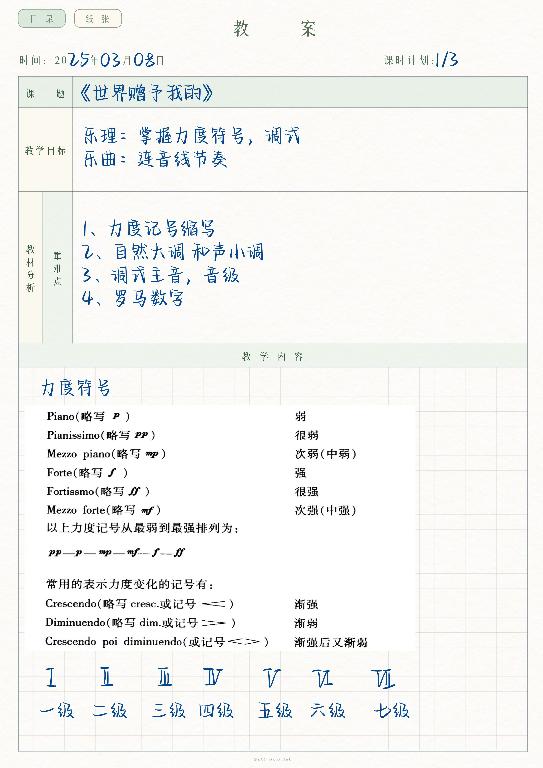 目录 纸张
教 案
时间: 2025年03月08日 课时计划:1/3
课 题 《世界赠予我的》
教学目标
乐理: 掌握力度符号, 调式
乐曲: 连音线节奏
教材分析
重难点
1、力度记号缩写
2、自然大调 和声小调
3、调式主音, 音级
4、罗马数字
教学内容
力度符号
Piano(略写 p ) 弱
Pianissimo(略写 pp ) 很弱
Mezzo piano(略写 mp ) 次弱(中弱)
Forte(略写 f ) 强
Fortissmo(略写 ff ) 很强
Mezzo forte(略写 mf ) 次强(中强)
以上力度记号从最弱到最强排列为:
pp—p—mp—mf—f—ff
常用的表示力度变化的记号有:
Crescendo(略写 cresc.或记号 ) 渐强
Diminuendo(略写 dim.或记号 ) 渐弱
Crescendo poi diminuendo(或记号 ) 渐强后又渐弱
Ⅰ Ⅱ Ⅲ Ⅳ Ⅴ Ⅵ Ⅶ
一级 二级 三级 四级 五级 六级 七级